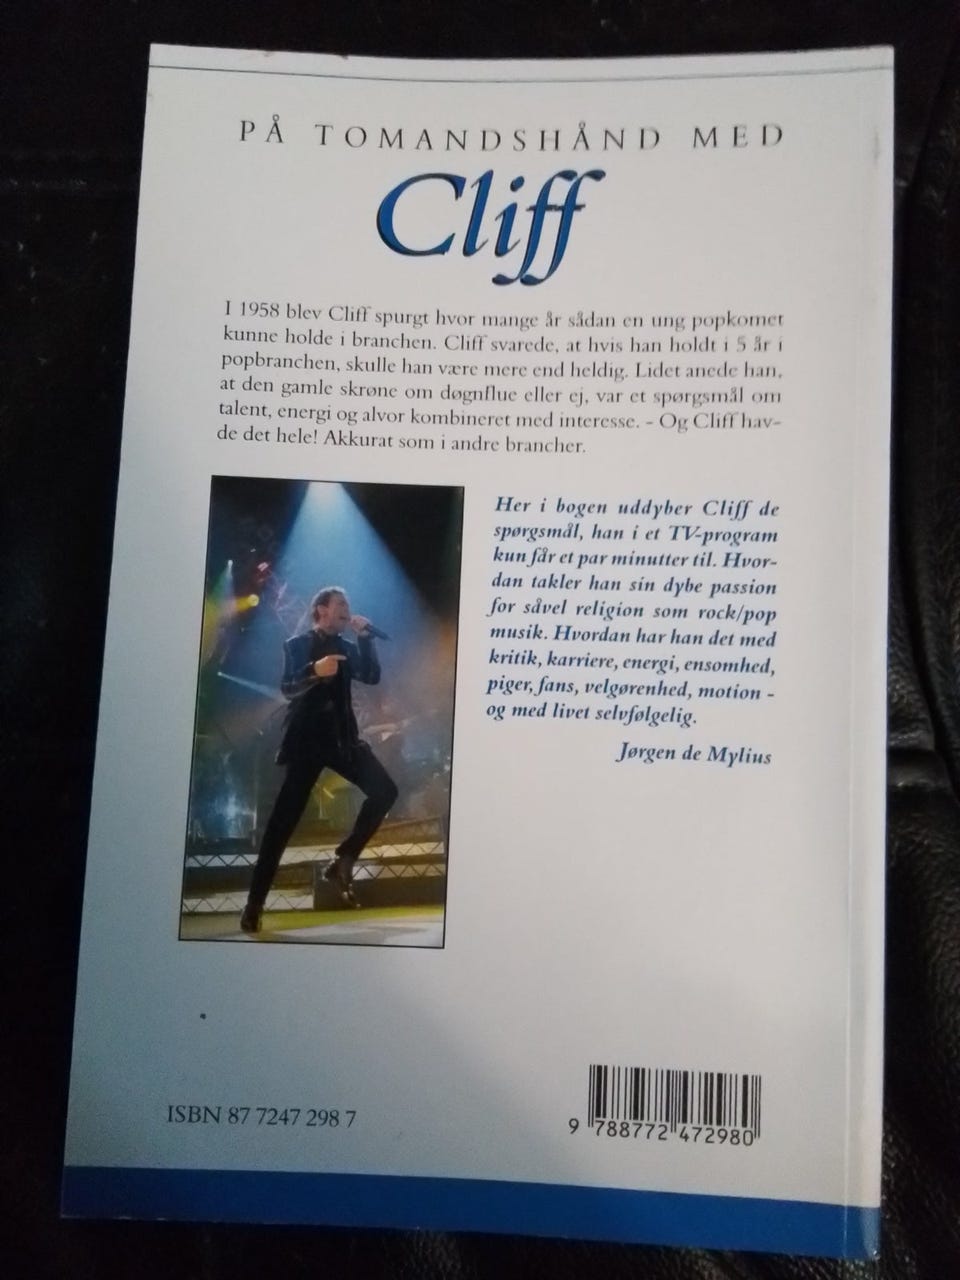 PÅ TOMANDSHÅND MED
Cliff
I 1958 blev Cliff spurgt hvor mange år sådan en ung popkomet
kunne holde i branchen. Cliff svarede, at hvis han holdt i 5 år i
popbranchen, skulle han være mere end heldig. Lidet anede han,
at den gamle skrøne om døgnflue eller ej, var et spørgsmål om
talent, energi og alvor kombineret med interesse. - Og Cliff hav-
de det hele! Akkurat som i andre brancher.
Her i bogen uddyber Cliff de
spørgsmål, han i et TV-program
kun får et par minutter til. Hvor-
dan takler han sin dybe passion
for såvel religion som rock/pop
musik. Hvordan har han det med
kritik, karriere, energi, ensomhed,
piger, fans, velgørenhed, motion -
og med livet selvfølgelig.
Jørgen de Mylius
ISBN 87 7247 298 7
9 788772 472980